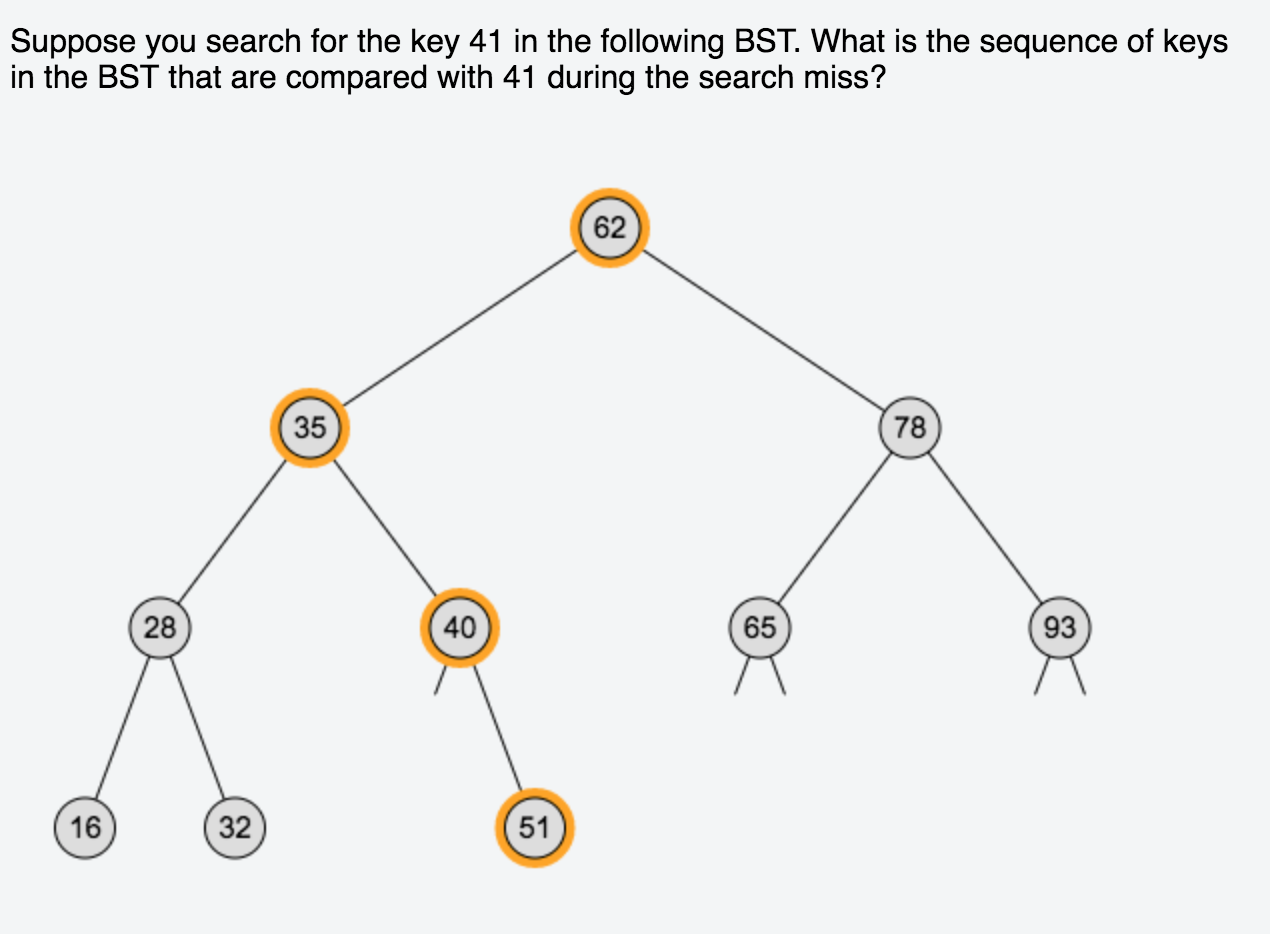 Suppose you search for the key 41 in the following BST. What is the sequence of keys
in the BST that are compared with 41 during the search miss?
62
35 78
28 40 65 93
16 32 51